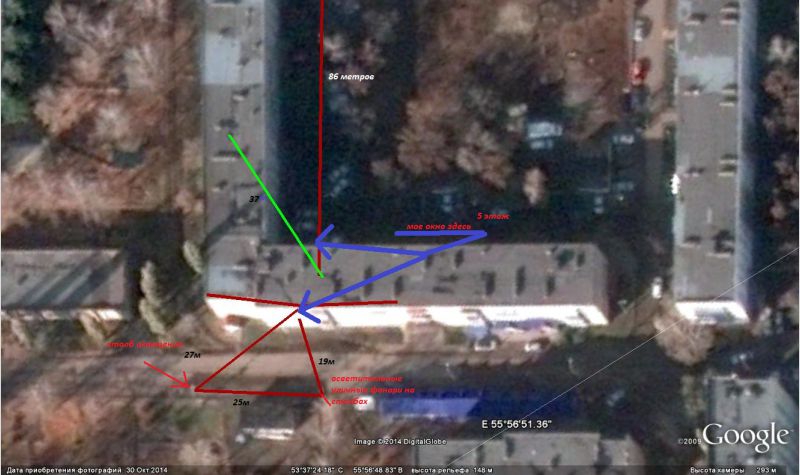 86 метров
37
5 этаж
мое окно здесь
27м
19м
осветительные
уличные фонари на
столбах
25м
E 55°56'51.36"
Image © 2014 DigitalGlobe
©2009 Google
Дата приобретения фотографий 30 Окт 2014 53°37'24.18" С 55°56'48.83" В высота рельефа 148 м Высота камеры 293 м